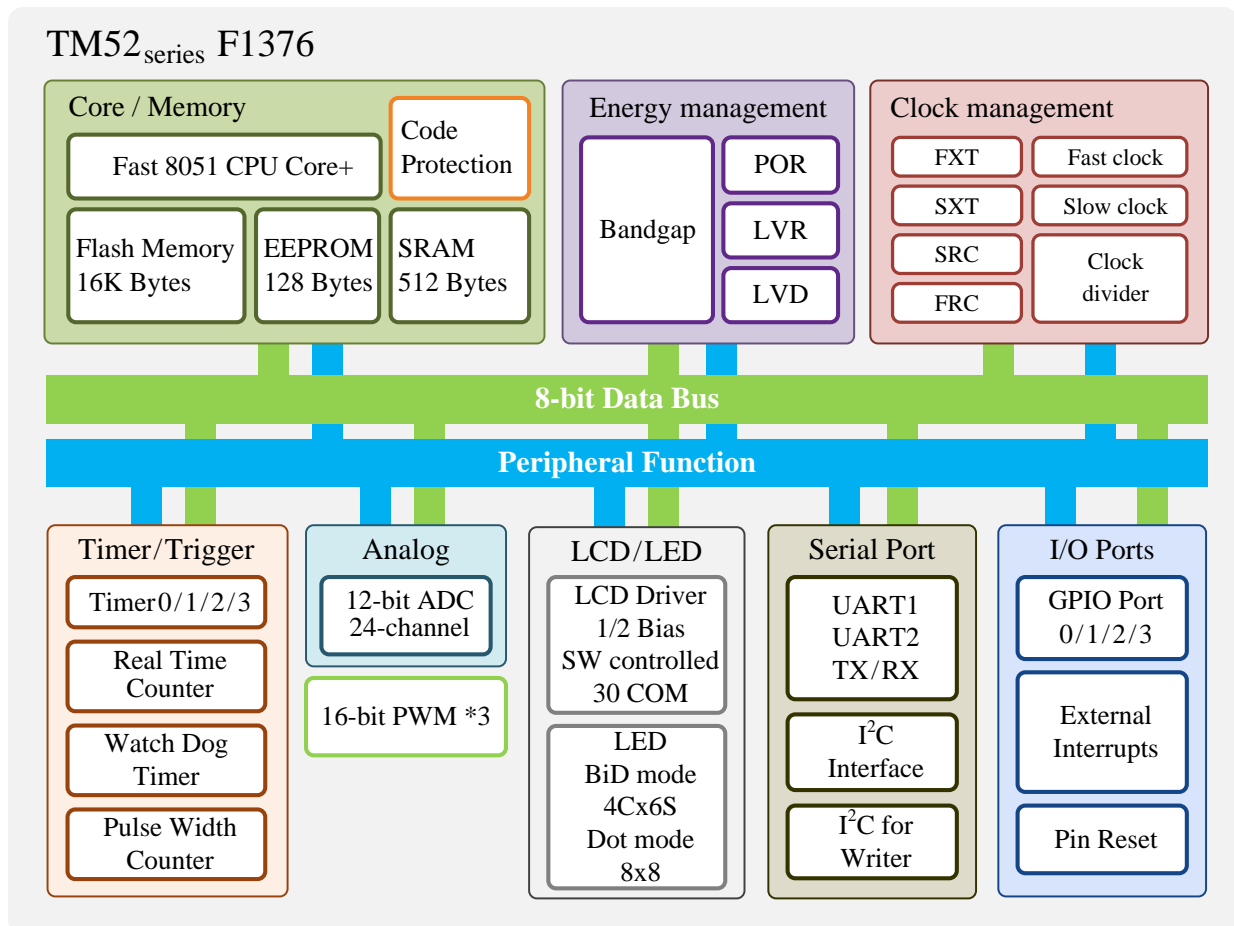 TM52series F1376
Core / Memory
Fast 8051 CPU Core+
Code
Protection
Flash Memory
16K Bytes
EEPROM
128 Bytes
SRAM
512 Bytes
Energy management
Bandgap
POR
LVR
LVD
Clock management
FXT
SXT
SRC
FRC
Fast clock
Slow clock
Clock
divider
8-bit Data Bus
Peripheral Function
Timer/Trigger
Timer0/1/2/3
Real Time
Counter
Watch Dog
Timer
Pulse Width
Counter
Analog
12-bit ADC
24-channel
16-bit PWM *3
LCD/LED
LCD Driver
1/2 Bias
SW controlled
30 COM
LED
BiD mode
4Cx6S
Dot mode
8x8
Serial Port
UART1
UART2
TX/RX
I²C
Interface
I²C for
Writer
I/O Ports
GPIO Port
0/1/2/3
External
Interrupts
Pin Reset